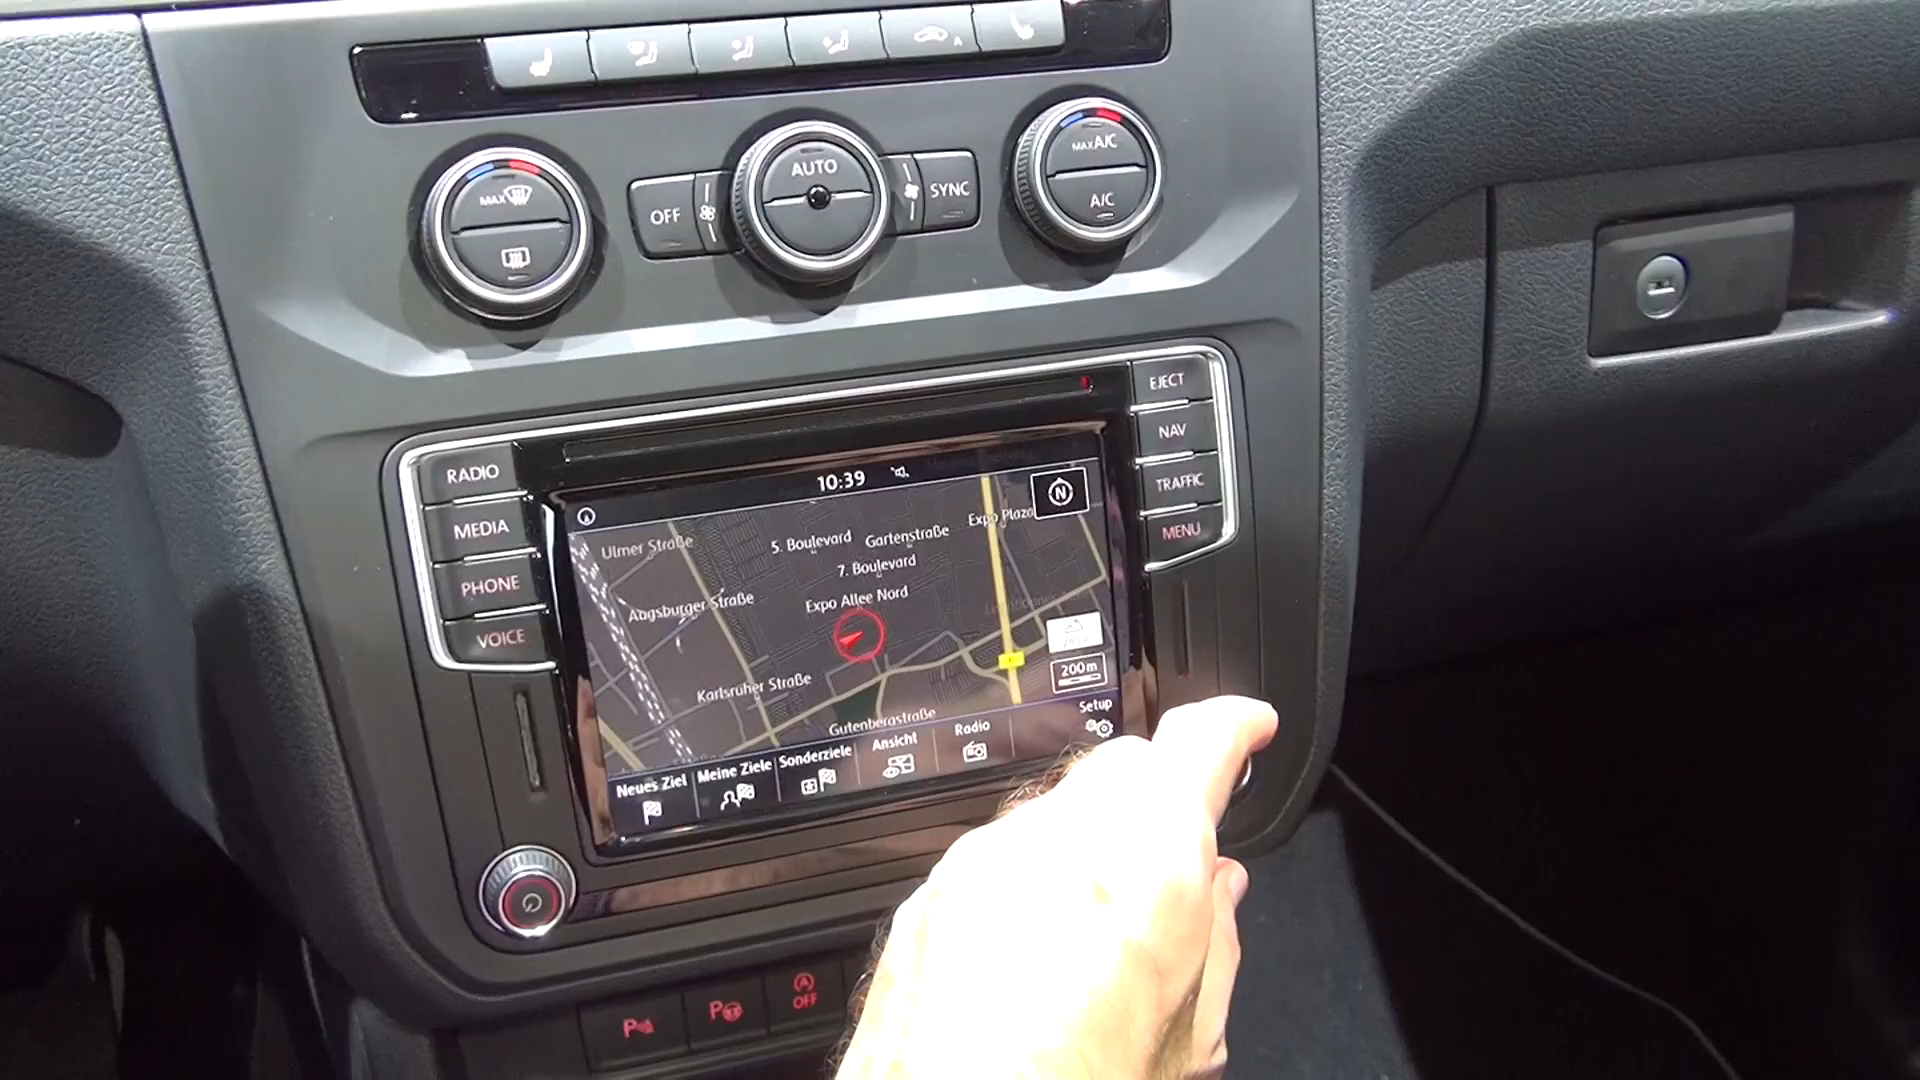 A
MAX
OFF
AUTO
SYNC
MAX A/C
A/C
RADIO
MEDIA
PHONE
VOICE
EJECT
NAV
TRAFFIC
MENU
10:39
N
Ulmer Straße
5. Boulevard
Gartenstraße
Expo Plaza
7. Boulevard
Augsburger Straße
Expo Allee Nord
Karlsruher Straße
200m
Gutenbergstraße
Neues Ziel
Meine Ziele
Sonderziele
Ansicht
Radio
Setup
P
P
A
OFF